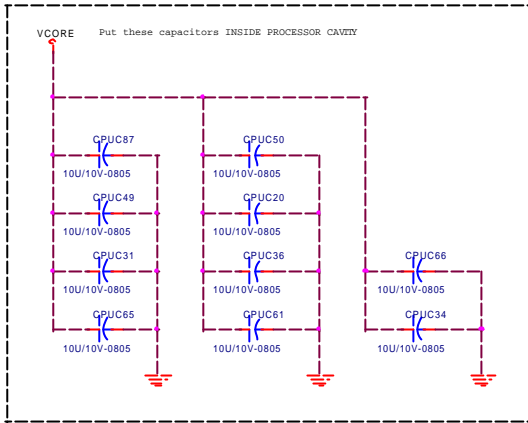 VCORE Put these capacitors INSIDE PROCESSOR CAVITY
CPUC87 CPUC50
10U/10V-0805 10U/10V-0805
CPUC49 CPUC20
10U/10V-0805 10U/10V-0805
CPUC31 CPUC36 CPUC66
10U/10V-0805 10U/10V-0805 10U/10V-0805
CPUC65 CPUC61 CPUC34
10U/10V-0805 10U/10V-0805 10U/10V-0805